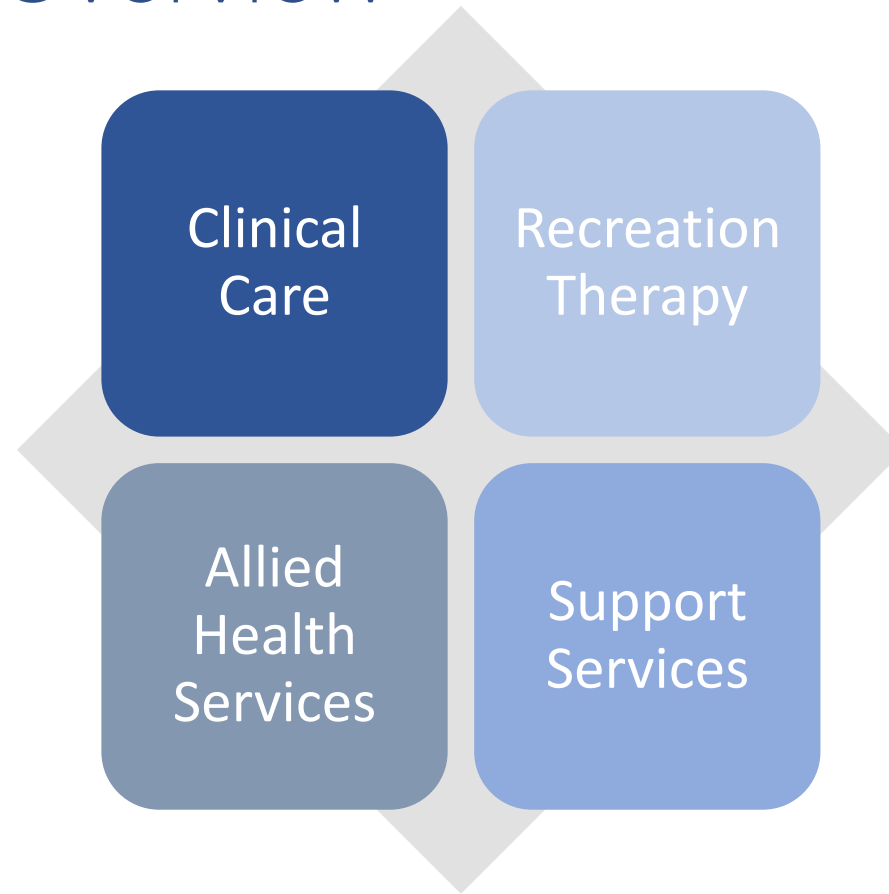 Clinical
Care
Recreation
Therapy
Allied
Health
Services
Support
Services